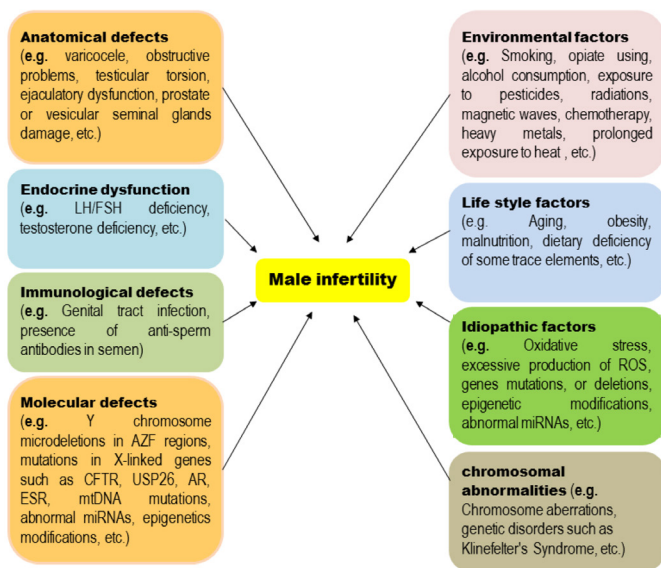 Anatomical defects
(e.g. varicocele, obstructive
problems, testicular torsion,
ejaculatory dysfunction, prostate
or vesicular seminal glands
damage, etc.)
Endocrine dysfunction
(e.g. LH/FSH deficiency,
testosterone deficiency, etc.)
Immunological defects
(e.g. Genital tract infection,
presence of anti-sperm
antibodies in semen)
Molecular defects
(e.g. Y chromosome
microdeletions in AZF regions,
mutations in X-linked genes
such as CFTR, USP26, AR,
ESR, mtDNA mutations,
abnormal miRNAs, epigenetics
modifications, etc.)
Male infertility
Environmental factors
(e.g. Smoking, opiate using,
alcohol consumption, exposure
to pesticides, radiations,
magnetic waves, chemotherapy,
heavy metals, prolonged
exposure to heat , etc.)
Life style factors
(e.g. Aging, obesity,
malnutrition, dietary deficiency
of some trace elements, etc.)
Idiopathic factors
(e.g. Oxidative stress,
excessive production of ROS,
genes mutations, or deletions,
epigenetic modifications,
abnormal miRNAs, etc.)
chromosomal
abnormalities (e.g.
Chromosome aberrations,
genetic disorders such as
Klinefelter's Syndrome, etc.)